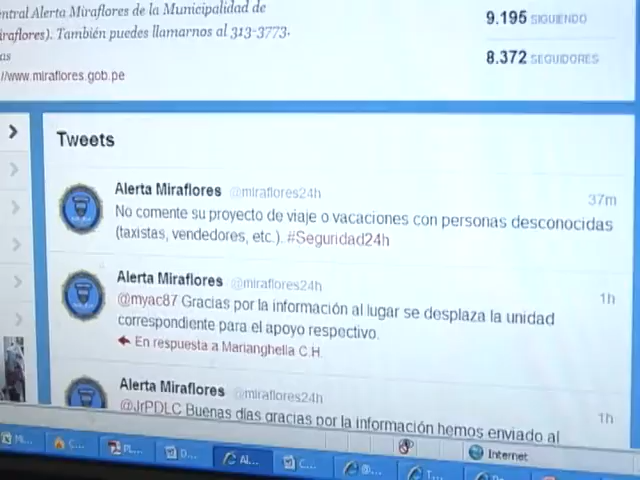 entral Alerta Miraflores de la Municipalidad de
iraflores). También puedes llamarnos al 313-3773.
as
//www.miraflores.gob.pe
9.195 SIGUIENDO
8.372 SEGUIDORES
Tweets
Alerta Miraflores @miraflores24h 37m
No comente su proyecto de viaje o vacaciones con personas desconocidas
(taxistas, vendedores, etc.). #Seguridad24h
Alerta Miraflores @miraflores24h 1h
@myac87 Gracias por la información al lugar se desplaza la unidad
correspondiente para el apoyo respectivo.
En respuesta a Marianghella C.H.
Alerta Miraflores @miraflores24h 1h
@JrPDLC Buenas días gracias por la información hemos enviado al
Internet
Al...
D...
C...
@...
T...